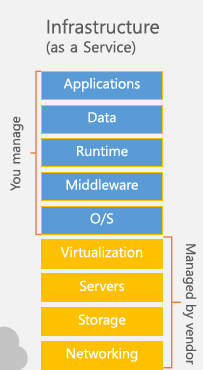 Infrastructure
(as a Service)
You manage
Applications
Data
Runtime
Middleware
O/S
Virtualization
Servers
Storage
Networking
Managed by vendor